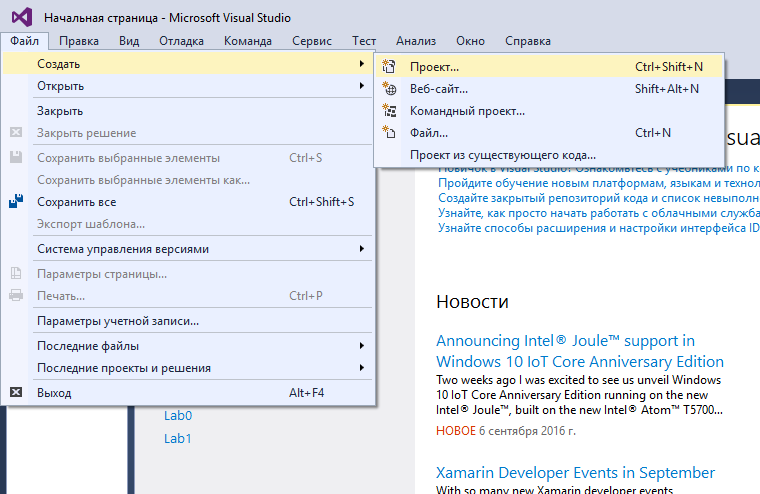 Начальная страница - Microsoft Visual Studio
Файл Правка Вид Отладка Команда Сервис Тест Анализ Окно Справка
Создать
Открыть
Закрыть
Закрыть решение
Сохранить выбранные элементы Ctrl+S
Сохранить выбранные элементы как...
Сохранить все Ctrl+Shift+S
Экспорт шаблона...
Система управления версиями
Параметры страницы...
Печать... Ctrl+P
Параметры учетной записи...
Последние файлы
Последние проекты и решения
Выход Alt+F4
Проект... Ctrl+Shift+N
Веб-сайт... Shift+Alt+N
Командный проект...
Файл... Ctrl+N
Проект из существующего кода...
Lab0
Lab1
sua
Новичок в Visual Studio? Ознакомьтесь с учебниками по к
Пройдите обучение новым платформам, языкам и технол
Создайте закрытый репозиторий кода и список невыполн
Узнайте, как просто начать работать с облачными служба
Узнайте способы расширения и настройки интерфейса ID
Новости
Announcing Intel® Joule™ support in
Windows 10 IoT Core Anniversary Edition
Two weeks ago I was excited to see us unveil Windows
10 IoT Core Anniversary Edition running on the new
Intel® Joule™, built on the new Intel® Atom™ T5700...
НОВОЕ 6 сентября 2016 г.
Xamarin Developer Events in September
With so many new Xamarin developer events